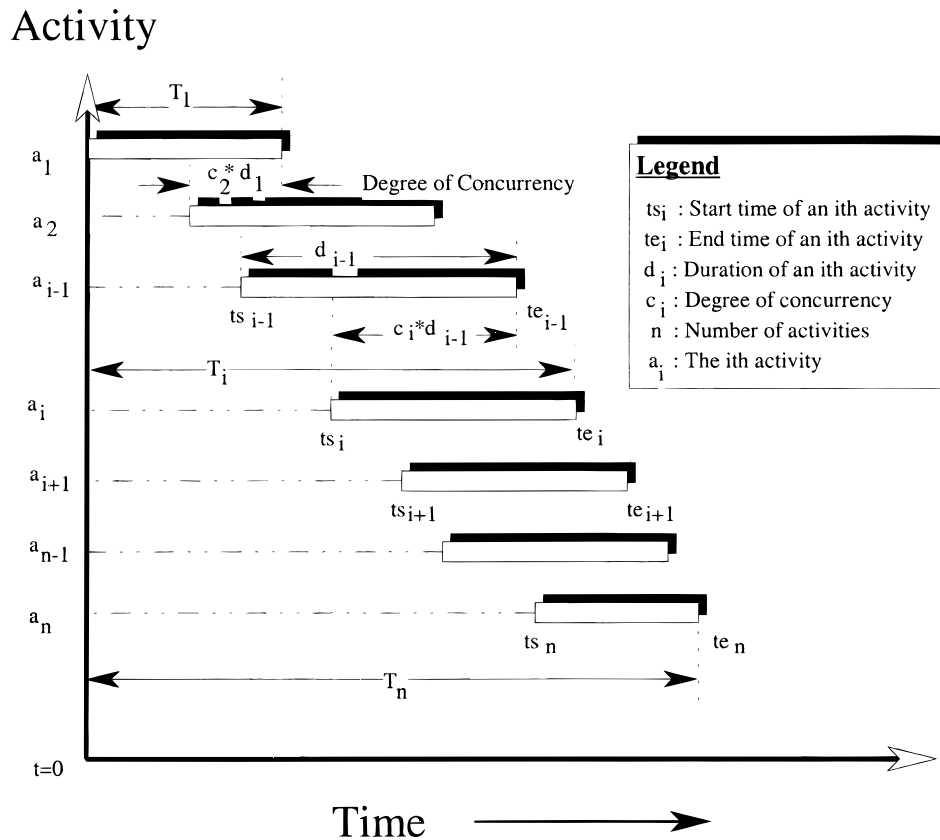 Activity
T1
a1
c2*d1
Degree of Concurrency
a2
di-1
ai-1
tsi-1
tei-1
ci*di-1
Ti
ai
tsi
tei
ai+1
tsi+1
tei+1
an-1
an
tsn
ten
Tn
t=0
Time
Legend
tsi : Start time of an ith activity
tei : End time of an ith activity
di : Duration of an ith activity
ci : Degree of concurrency
n : Number of activities
ai : The ith activity